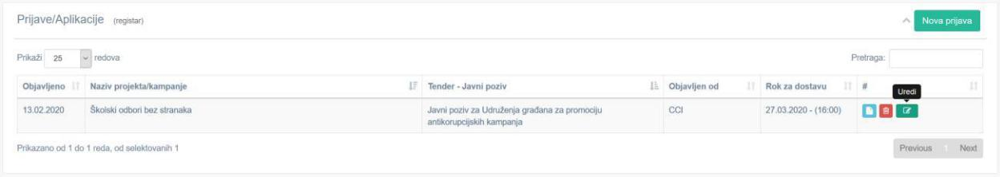 Prijave/Aplikacije (registar) Nova prijava
Prikaži 25 redova Pretraga:
Objavljeno Naziv projekta/kampanje Tender - Javni poziv Objavljen od Rok za dostavu #
Uredi
13.02.2020 Školski odbori bez stranaka Javni poziv za Udruženja građana za promociju CCI 27.03.2020 - (16:00)
antikorupcijskih kampanja
Prikazano od 1 do 1 reda, od selektovanih 1 Previous 1 Next